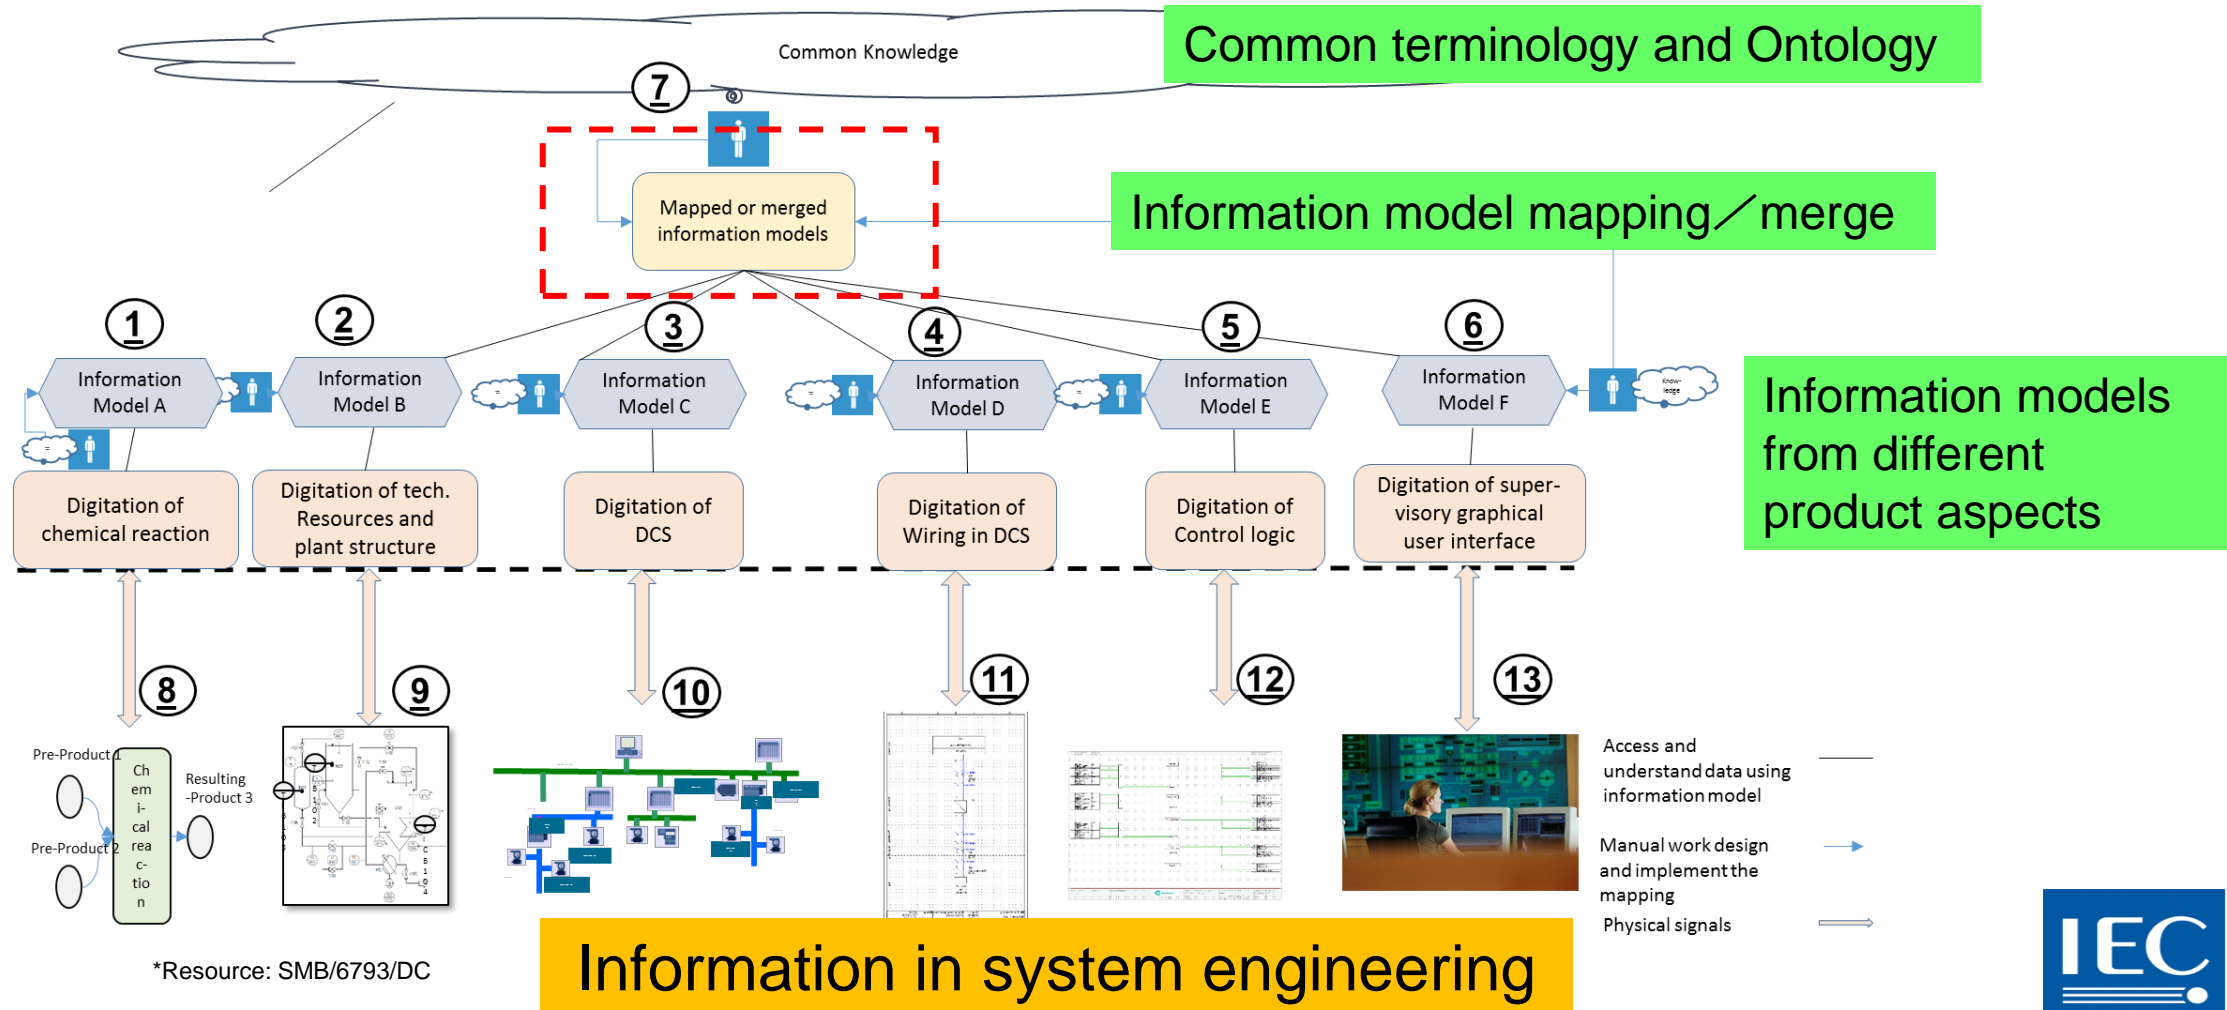 Common Knowledge
Common terminology and Ontology
7
Mapped or merged
information models
Information model mapping／merge
1
2
3
4
5
6
Information
Model A
Information
Model B
Information
Model C
Information
Model D
Information
Model E
Information
Model F
Know-
ledge
Information models
from different
product aspects
Digitation of
chemical reaction
Digitation of tech.
Resources and
plant structure
Digitation of
DCS
Digitation of
Wiring in DCS
Digitation of
Control logic
Digitation of super-
visory graphical
user interface
8
9
10
11
12
13
Pre-Product 1
Pre-Product 2
Ch
em
i-
cal
reac-
tio
n
Resulting
-Product 3
Access and
understand data using
information model
Manual work design
and implement the
mapping
Physical signals
*Resource: SMB/6793/DC
Information in system engineering
IEC